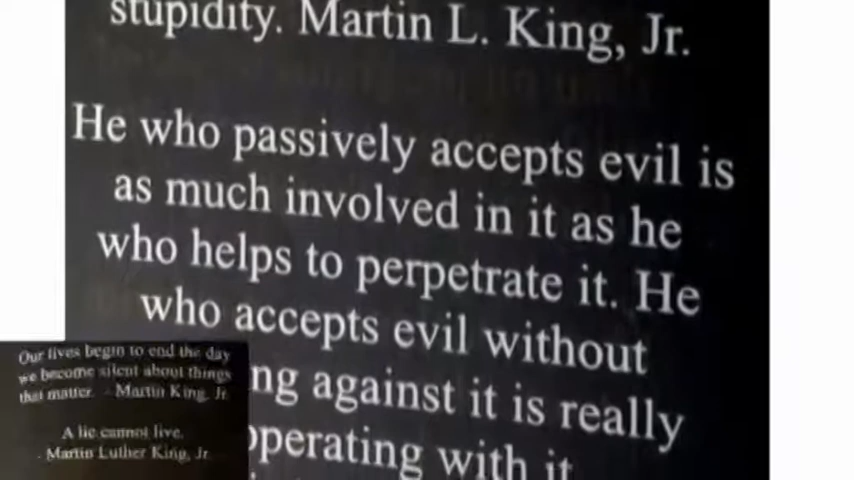 stupidity. Martin L. King, Jr.
He who passively accepts evil is
as much involved in it as he
who helps to perpetrate it. He
who accepts evil without
ng against it is really
operating with it
Our lives begin to end the day
we become silent about things
that matter. - Martin King, Jr.
A lie cannot live.
- Martin Luther King, Jr.